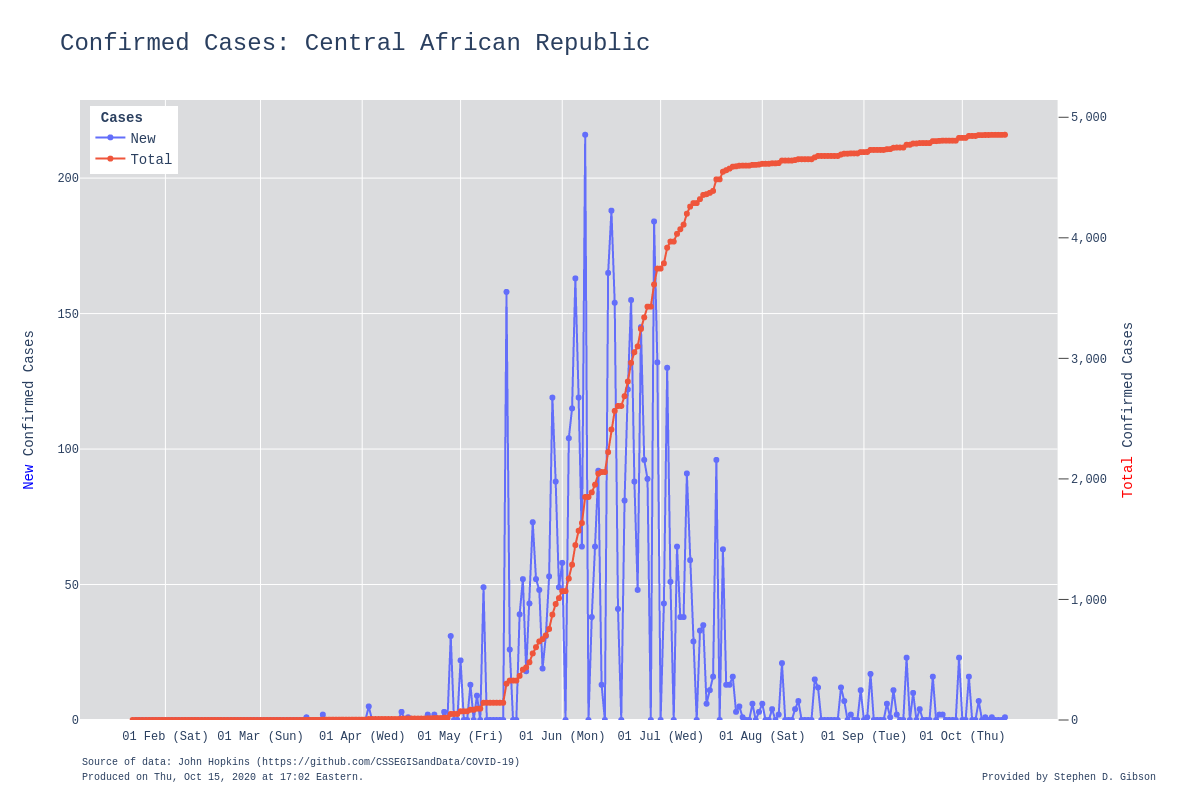 Confirmed Cases: Central African Republic
Cases
New
Total
200
150
100
50
0
New Confirmed Cases
5,000
4,000
3,000
2,000
1,000
0
Total Confirmed Cases
01 Feb (Sat) 01 Mar (Sun) 01 Apr (Wed) 01 May (Fri) 01 Jun (Mon) 01 Jul (Wed) 01 Aug (Sat) 01 Sep (Tue) 01 Oct (Thu)
Source of data: John Hopkins (https://github.com/CSSEGISandData/COVID-19)
Produced on Thu, Oct 15, 2020 at 17:02 Eastern.
Provided by Stephen D. Gibson